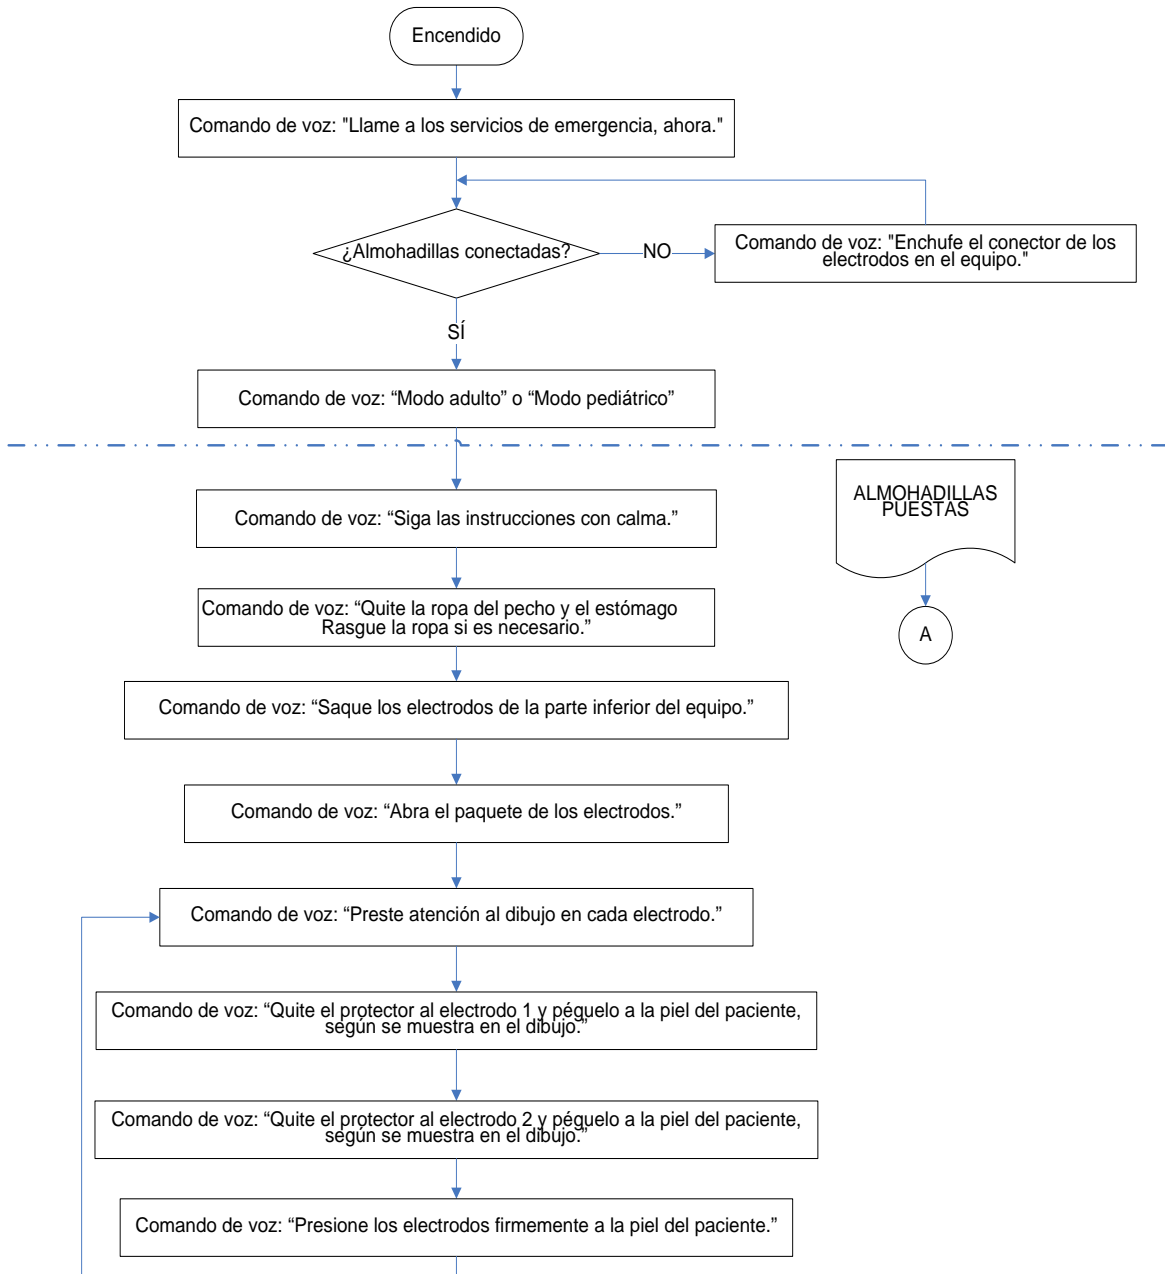 Encendido
Comando de voz: "Llame a los servicios de emergencia, ahora."
¿Almohadillas conectadas?
NO
Comando de voz: "Enchufe el conector de los
electrodos en el equipo."
SÍ
Comando de voz: “Modo adulto” o “Modo pediátrico”
ALMOHADILLAS
PUESTAS
Comando de voz: “Siga las instrucciones con calma.”
Comando de voz: “Quite la ropa del pecho y el estómago
Rasgue la ropa si es necesario.”
A
Comando de voz: “Saque los electrodos de la parte inferior del equipo.”
Comando de voz: “Abra el paquete de los electrodos.”
Comando de voz: “Preste atención al dibujo en cada electrodo.”
Comando de voz: “Quite el protector al electrodo 1 y péguelo a la piel del paciente,
según se muestra en el dibujo.”
Comando de voz: “Quite el protector al electrodo 2 y péguelo a la piel del paciente,
según se muestra en el dibujo.”
Comando de voz: “Presione los electrodos firmemente a la piel del paciente.”